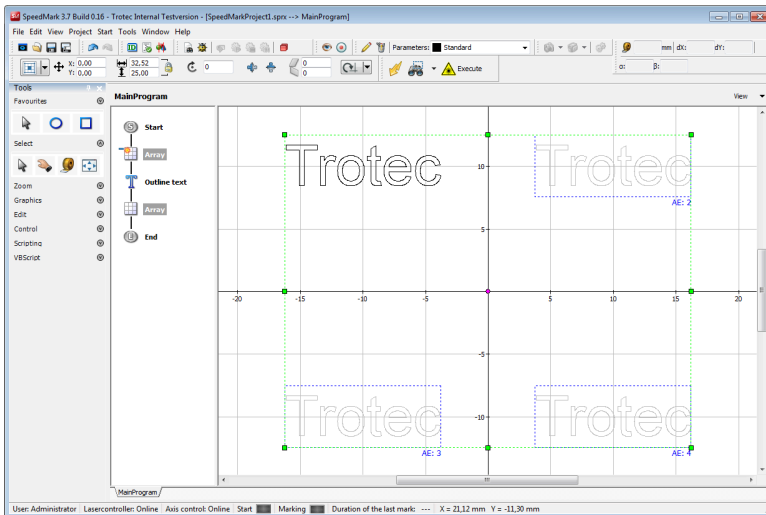 SpeedMark 3.7 Build 0.16 - Trotec Internal Testversion - [SpeedMarkProject1.sprx --> MainProgram]
File Edit View Project Start Tools Window Help
Parameters: Standard mm dX: dY:
X: 0.00 32,52 0 0 Execute α: β:
Y: 0.00 25.00 0
Tools
Favourites
Select
Zoom
Graphics
Edit
Control
Scripting
VBScript
MainProgram View
S Start
Array
T Outline text
Array
E End
Trotec Trotec
AE: 2
10
5
-20 -15 -10 -5 5 10 15 20
-5
-10
Trotec Trotec
AE: 3 AE: 4
MainProgram
User: Administrator Lasercontroller: Online Axis control: Online Start Marking Duration of the last mark: --- X = 21,12 mm Y = -11,30 mm